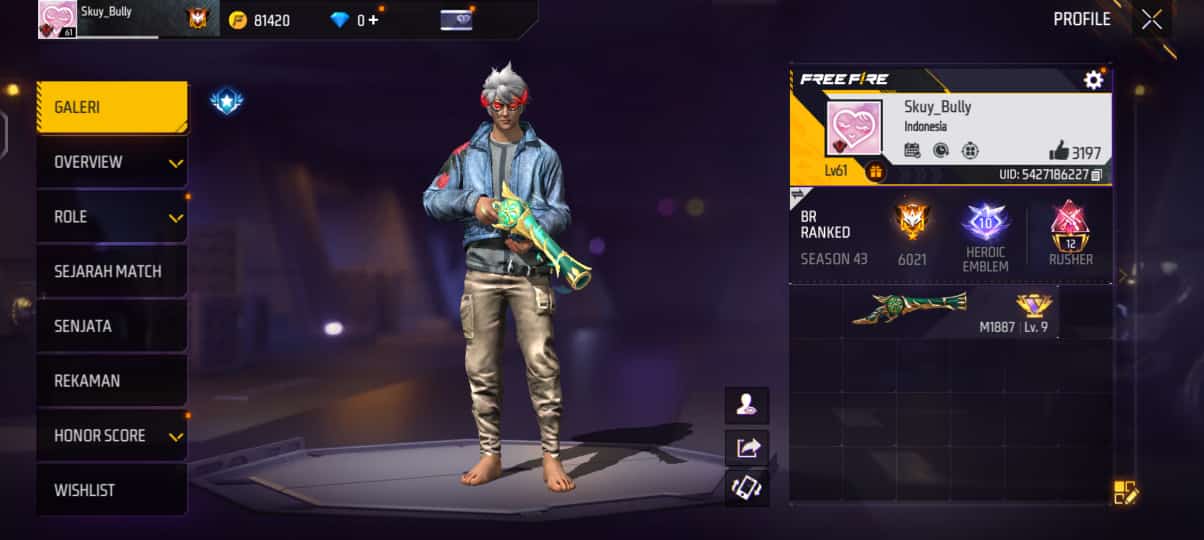 Skuy_Bully
61
81420
0 +
PROFILE
GALERI
OVERVIEW
ROLE
SEJARAH MATCH
SENJATA
REKAMAN
HONOR SCORE
WISHLIST
FREE FIRE
Skuy_Bully
Indonesia
3197
Lv61
UID: 5427186227
BR RANKED
SEASON 43
6021
10
HEROIC
EMBLEM
12
RUSHER
M1887 Lv. 9